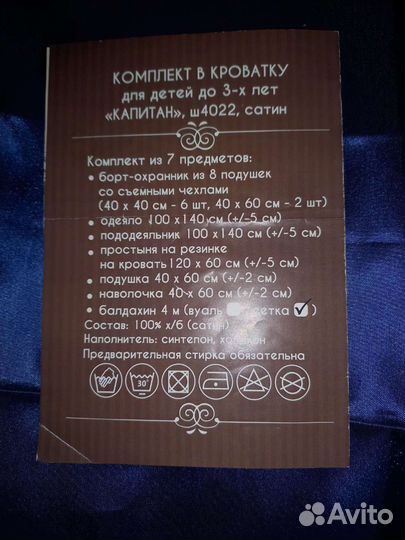 КОМПЛЕКТ В КРОВАТКУ
для детей до 3-х лет
«КАПИТАН», ш4022, сатин
Комплект из 7 предметов:
• борт-охранник из 8 подушек
со съемными чехлами
(40 х 40 см - 6 шт, 40 х 60 см - 2 шт)
• одеяло 100 х140 см (+/-5 см)
• пододеяльник 100 х140 см (+/-5 см)
• простыня на резинке
на кровать 120 х 60 см (+/-5 см)
• подушка 40 х 60 см (+/-2 см)
• наволочка 40 х 60 см (+/-2 см)
• балдахин 4 м (вуаль сетка ✓)
Состав: 100% х/б (сатин)
Наполнитель: синтепон,
Предварительная стирка обязательна
30°
Avito